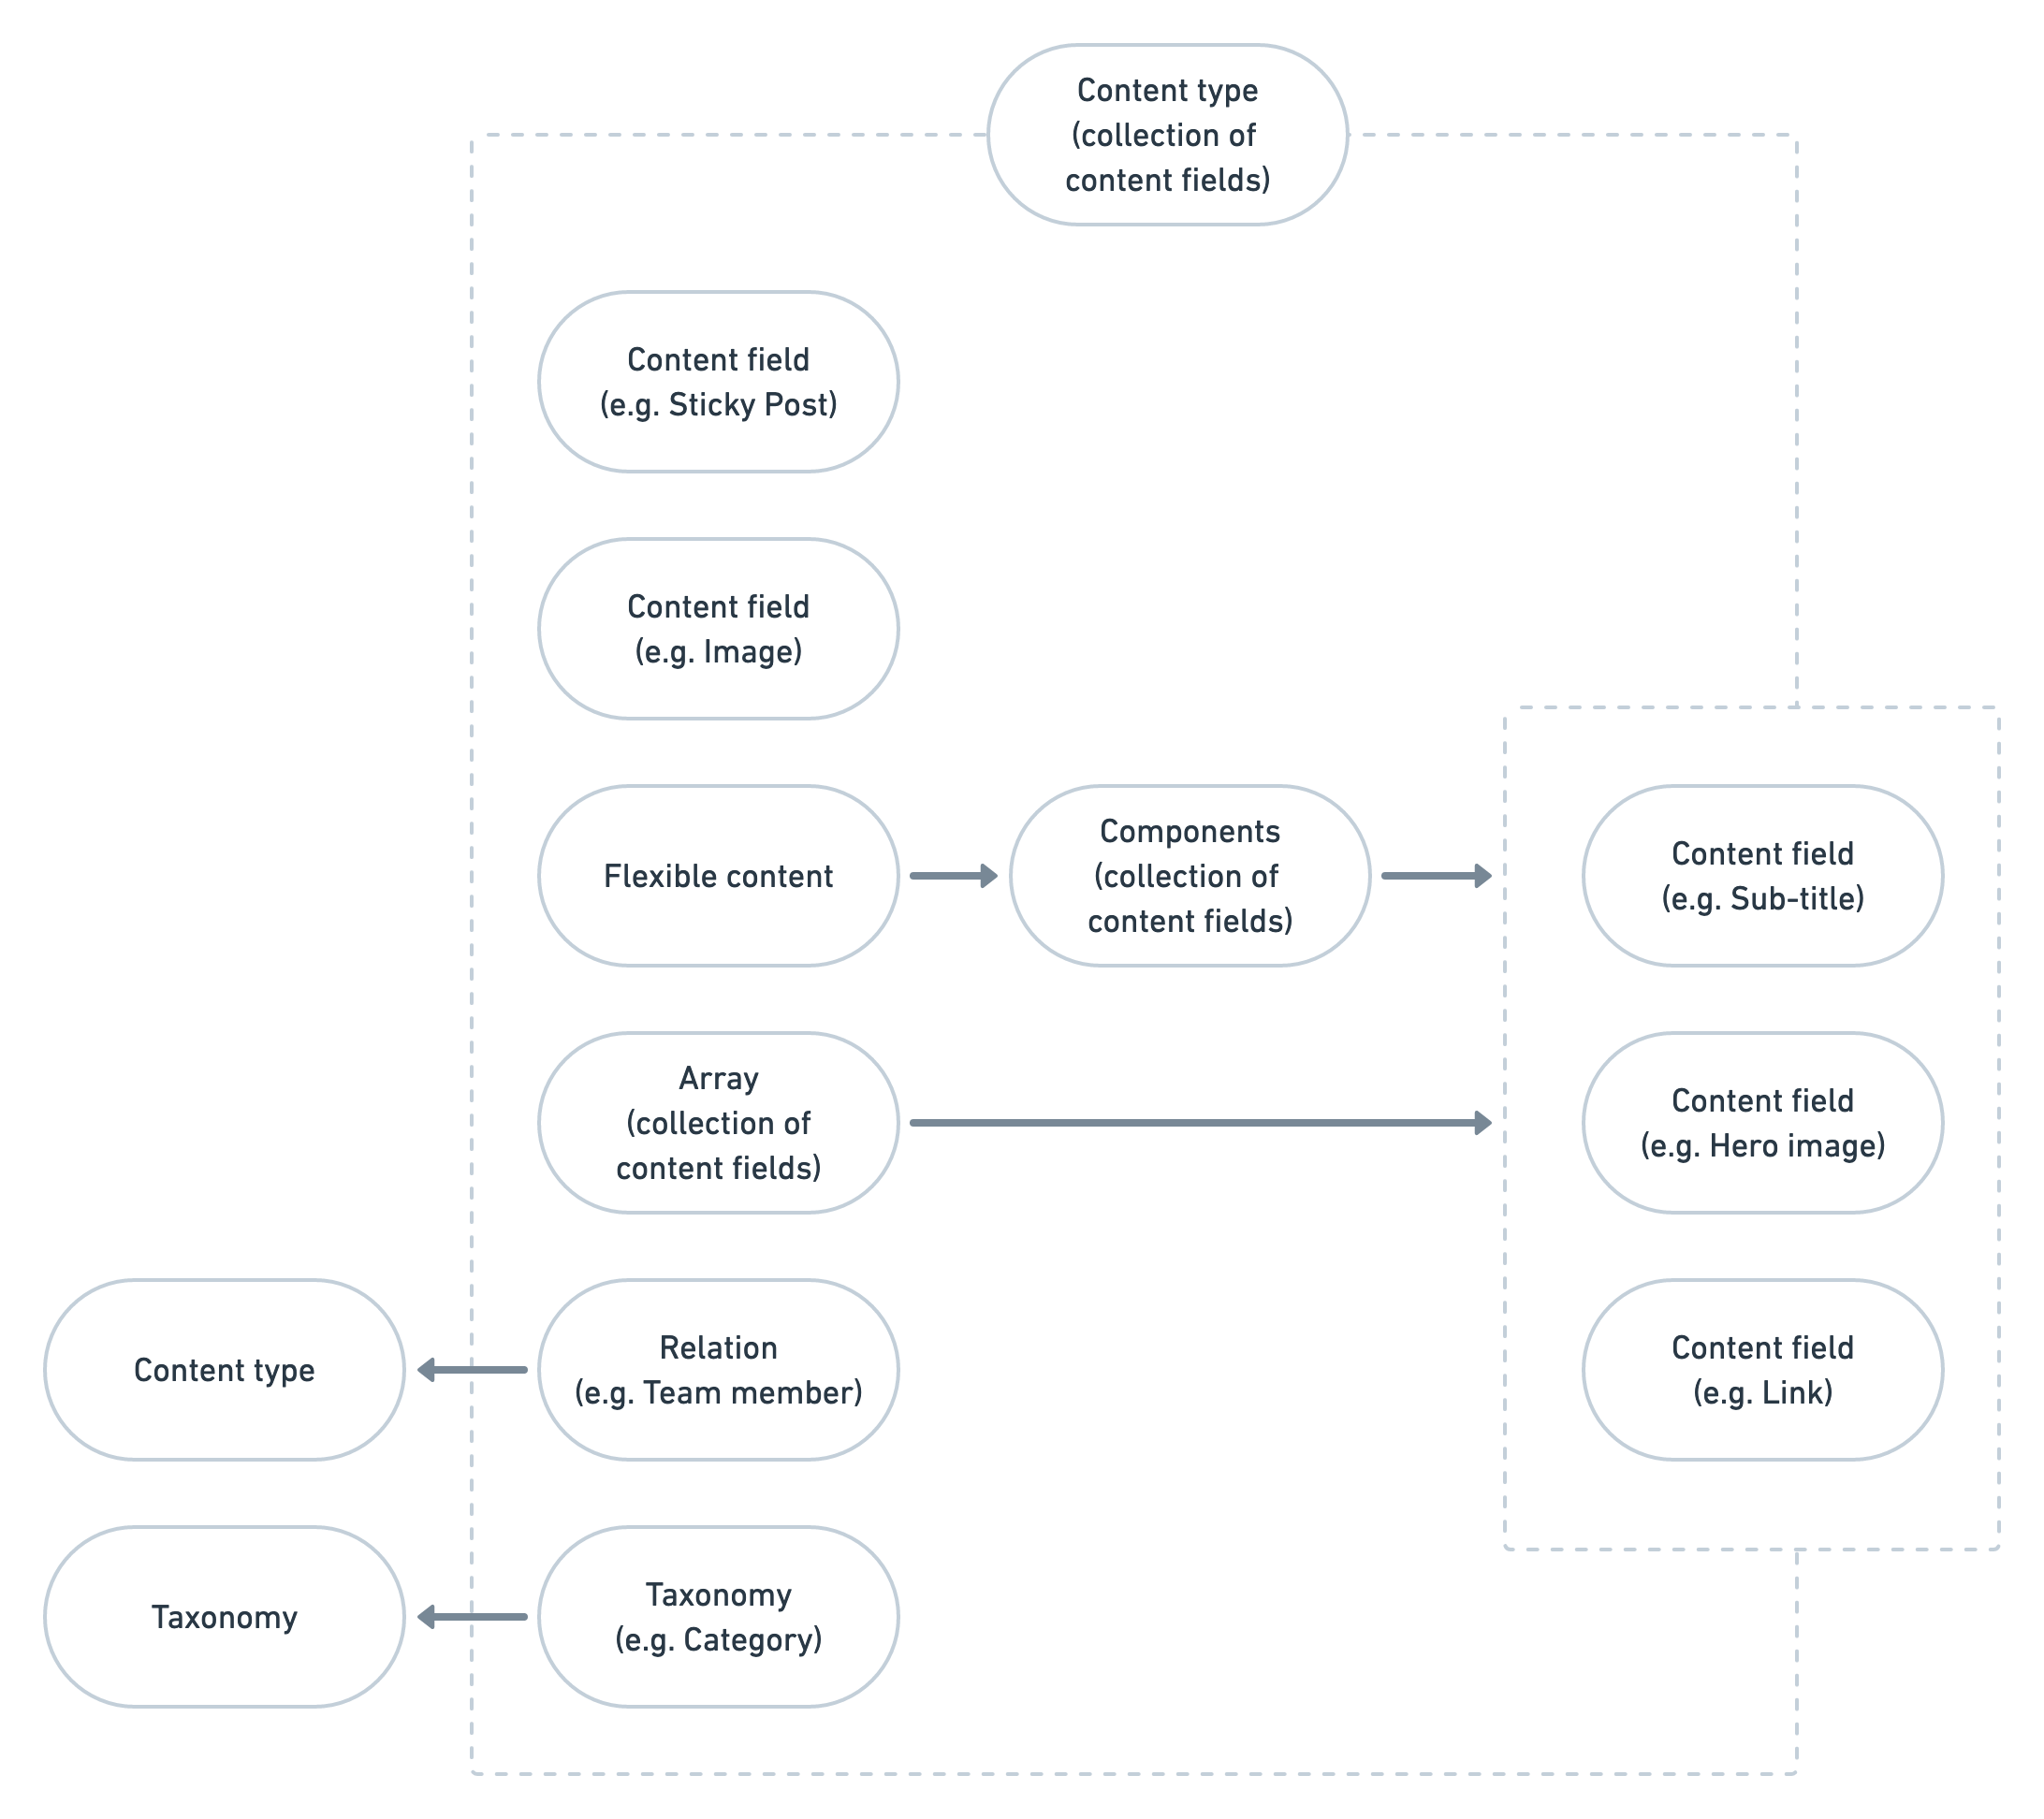 Content type
(collection of
content fields)
Content field
(e.g. Sticky Post)
Content field
(e.g. Image)
Flexible content
Components
(collection of
content fields)
Content field
(e.g. Sub-title)
Array
(collection of
content fields)
Content field
(e.g. Hero image)
Content type
Relation
(e.g. Team member)
Content field
(e.g. Link)
Taxonomy
Taxonomy
(e.g. Category)